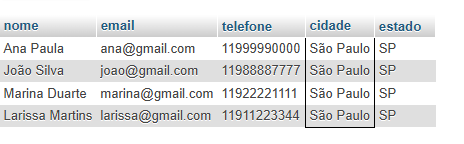 nome email telefone cidade estado
Ana Paula ana@gmail.com 11999990000 São Paulo SP
João Silva joao@gmail.com 11988887777 São Paulo SP
Marina Duarte marina@gmail.com 11922221111 São Paulo SP
Larissa Martins larissa@gmail.com 11911223344 São Paulo SP